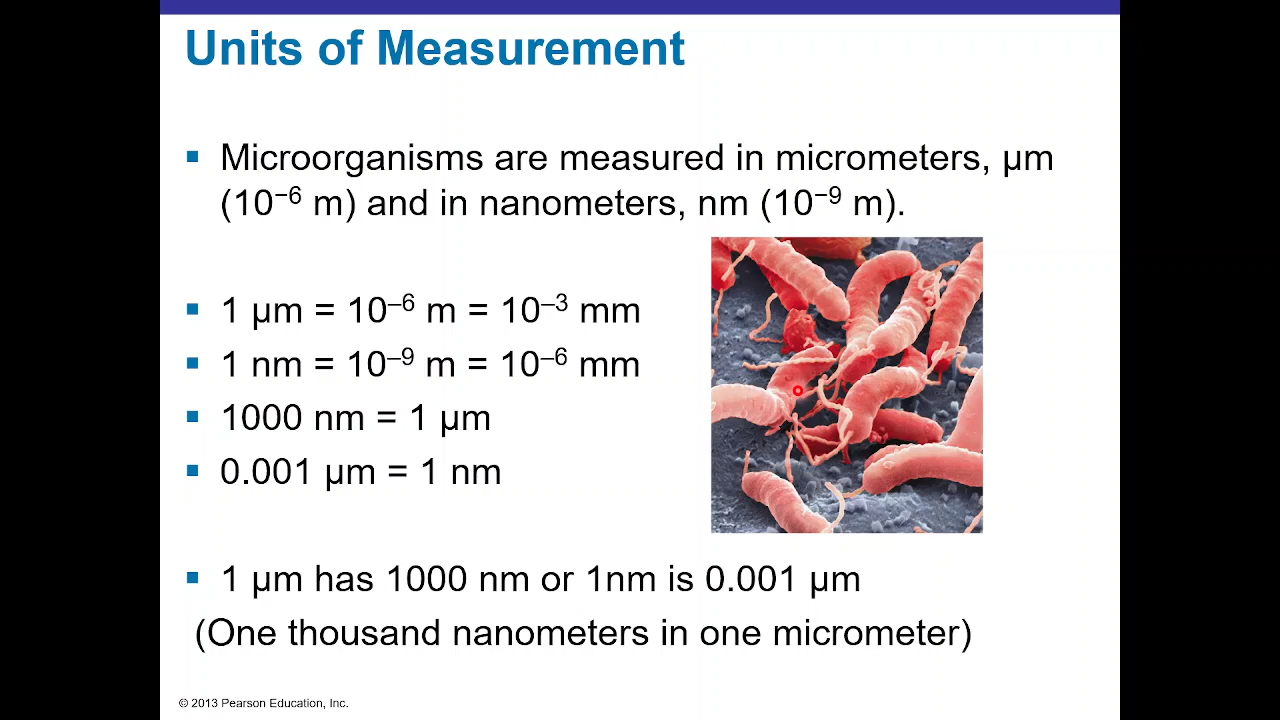 Units of Measurement
▪ Microorganisms are measured in micrometers, μm
(10⁻⁶ m) and in nanometers, nm (10⁻⁹ m).
▪ 1 μm = 10⁻⁶ m = 10⁻³ mm
▪ 1 nm = 10⁻⁹ m = 10⁻⁶ mm
▪ 1000 nm = 1 μm
▪ 0.001 μm = 1 nm
▪ 1 μm has 1000 nm or 1nm is 0.001 μm
(One thousand nanometers in one micrometer)
© 2013 Pearson Education, Inc.